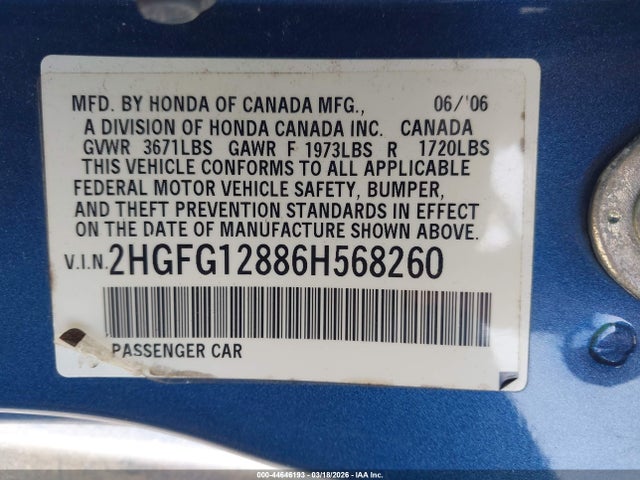 MFD. BY HONDA OF CANADA MFG., 06/'06
A DIVISION OF HONDA CANADA INC. CANADA
GVWR 3671LBS GAWR F 1973LBS R 1720LBS
THIS VEHICLE CONFORMS TO ALL APPLICABLE
FEDERAL MOTOR VEHICLE SAFETY, BUMPER,
AND THEFT PREVENTION STANDARDS IN EFFECT
ON THE DATE OF MANUFACTURE SHOWN ABOVE.
V.I.N. 2HGFG12886H568260
PASSENGER CAR
000-44646193 - 03/18/2026 - IAA Inc.